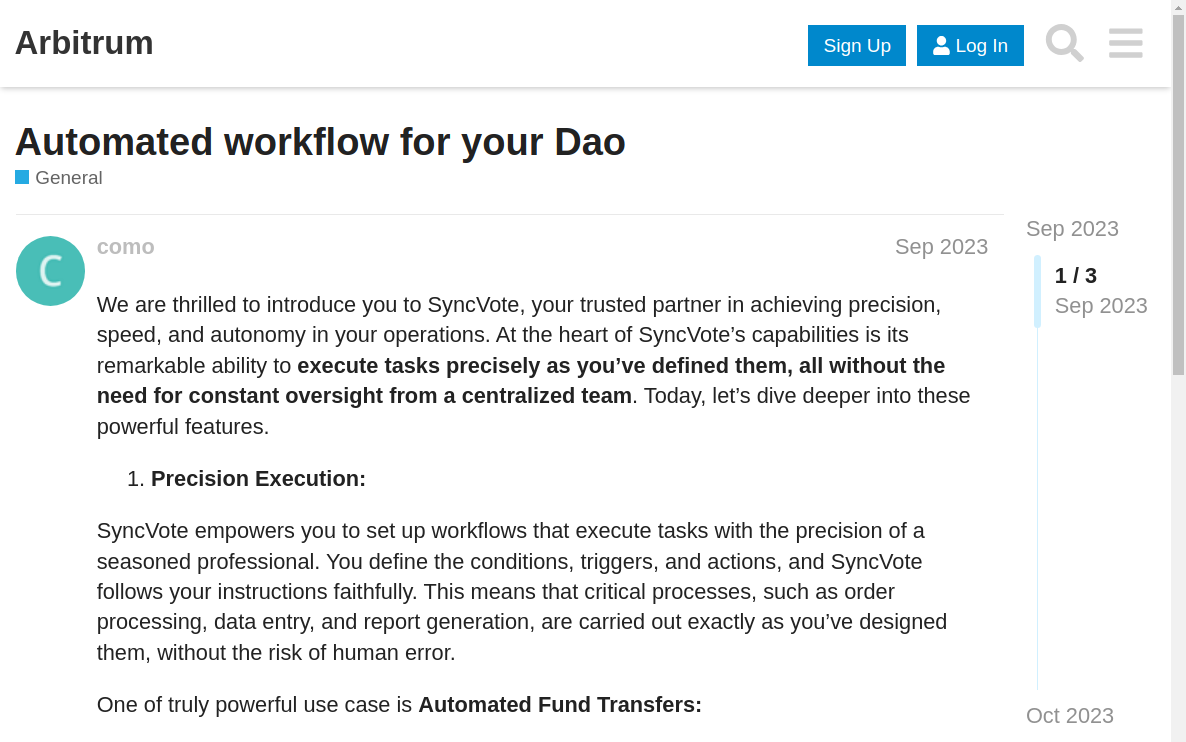 Arbitrum
Sign Up
Log In
Automated workflow for your Dao
General
C
como
Sep 2023
We are thrilled to introduce you to SyncVote, your trusted partner in achieving precision,
speed, and autonomy in your operations. At the heart of SyncVote’s capabilities is its
remarkable ability to execute tasks precisely as you’ve defined them, all without the
need for constant oversight from a centralized team. Today, let’s dive deeper into these
powerful features.
1. Precision Execution:
SyncVote empowers you to set up workflows that execute tasks with the precision of a
seasoned professional. You define the conditions, triggers, and actions, and SyncVote
follows your instructions faithfully. This means that critical processes, such as order
processing, data entry, and report generation, are carried out exactly as you’ve designed
them, without the risk of human error.
One of truly powerful use case is Automated Fund Transfers:
Sep 2023
1 / 3
Sep 2023
Oct 2023